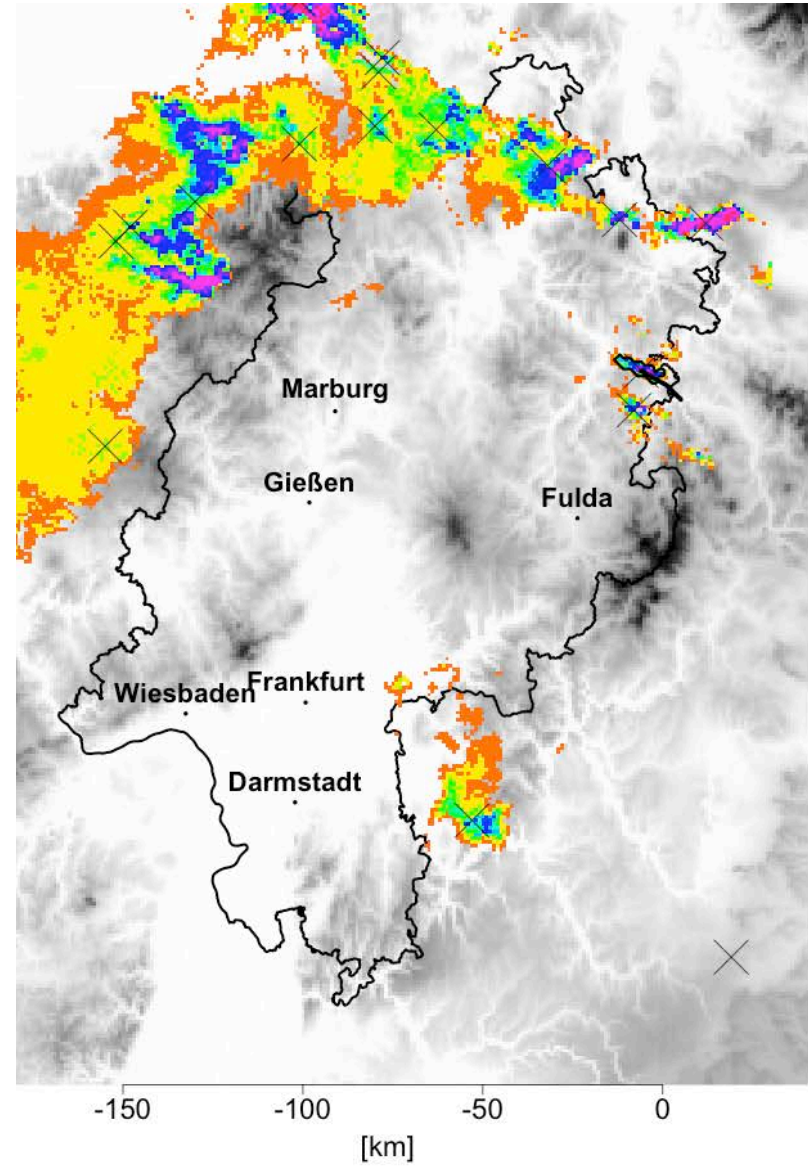 Marburg
Gießen
Fulda
Frankfurt
Wiesbaden
Darmstadt
-150 -100 -50 0
[km]